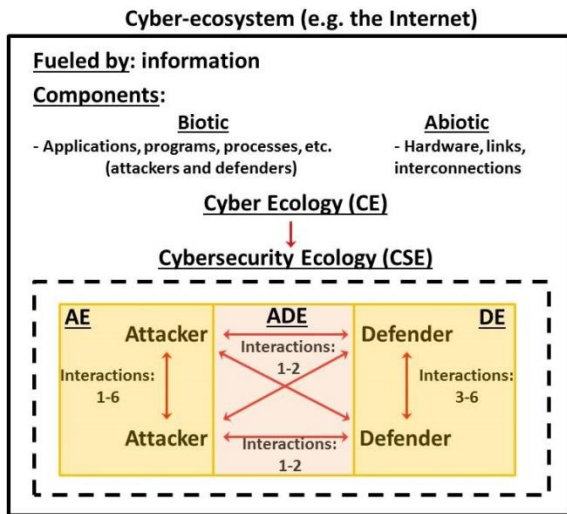 Cyber-ecosystem (e.g. the Internet)
Fueled by: information
Components:
Biotic
- Applications, programs, processes, etc.
(attackers and defenders)
Abiotic
- Hardware, links,
interconnections
Cyber Ecology (CE)
Cybersecurity Ecology (CSE)
AE
ADE
DE
Attacker
Defender
Interactions:
1-2
Interactions:
1-6
Interactions:
3-6
Attacker
Defender
Interactions:
1-2